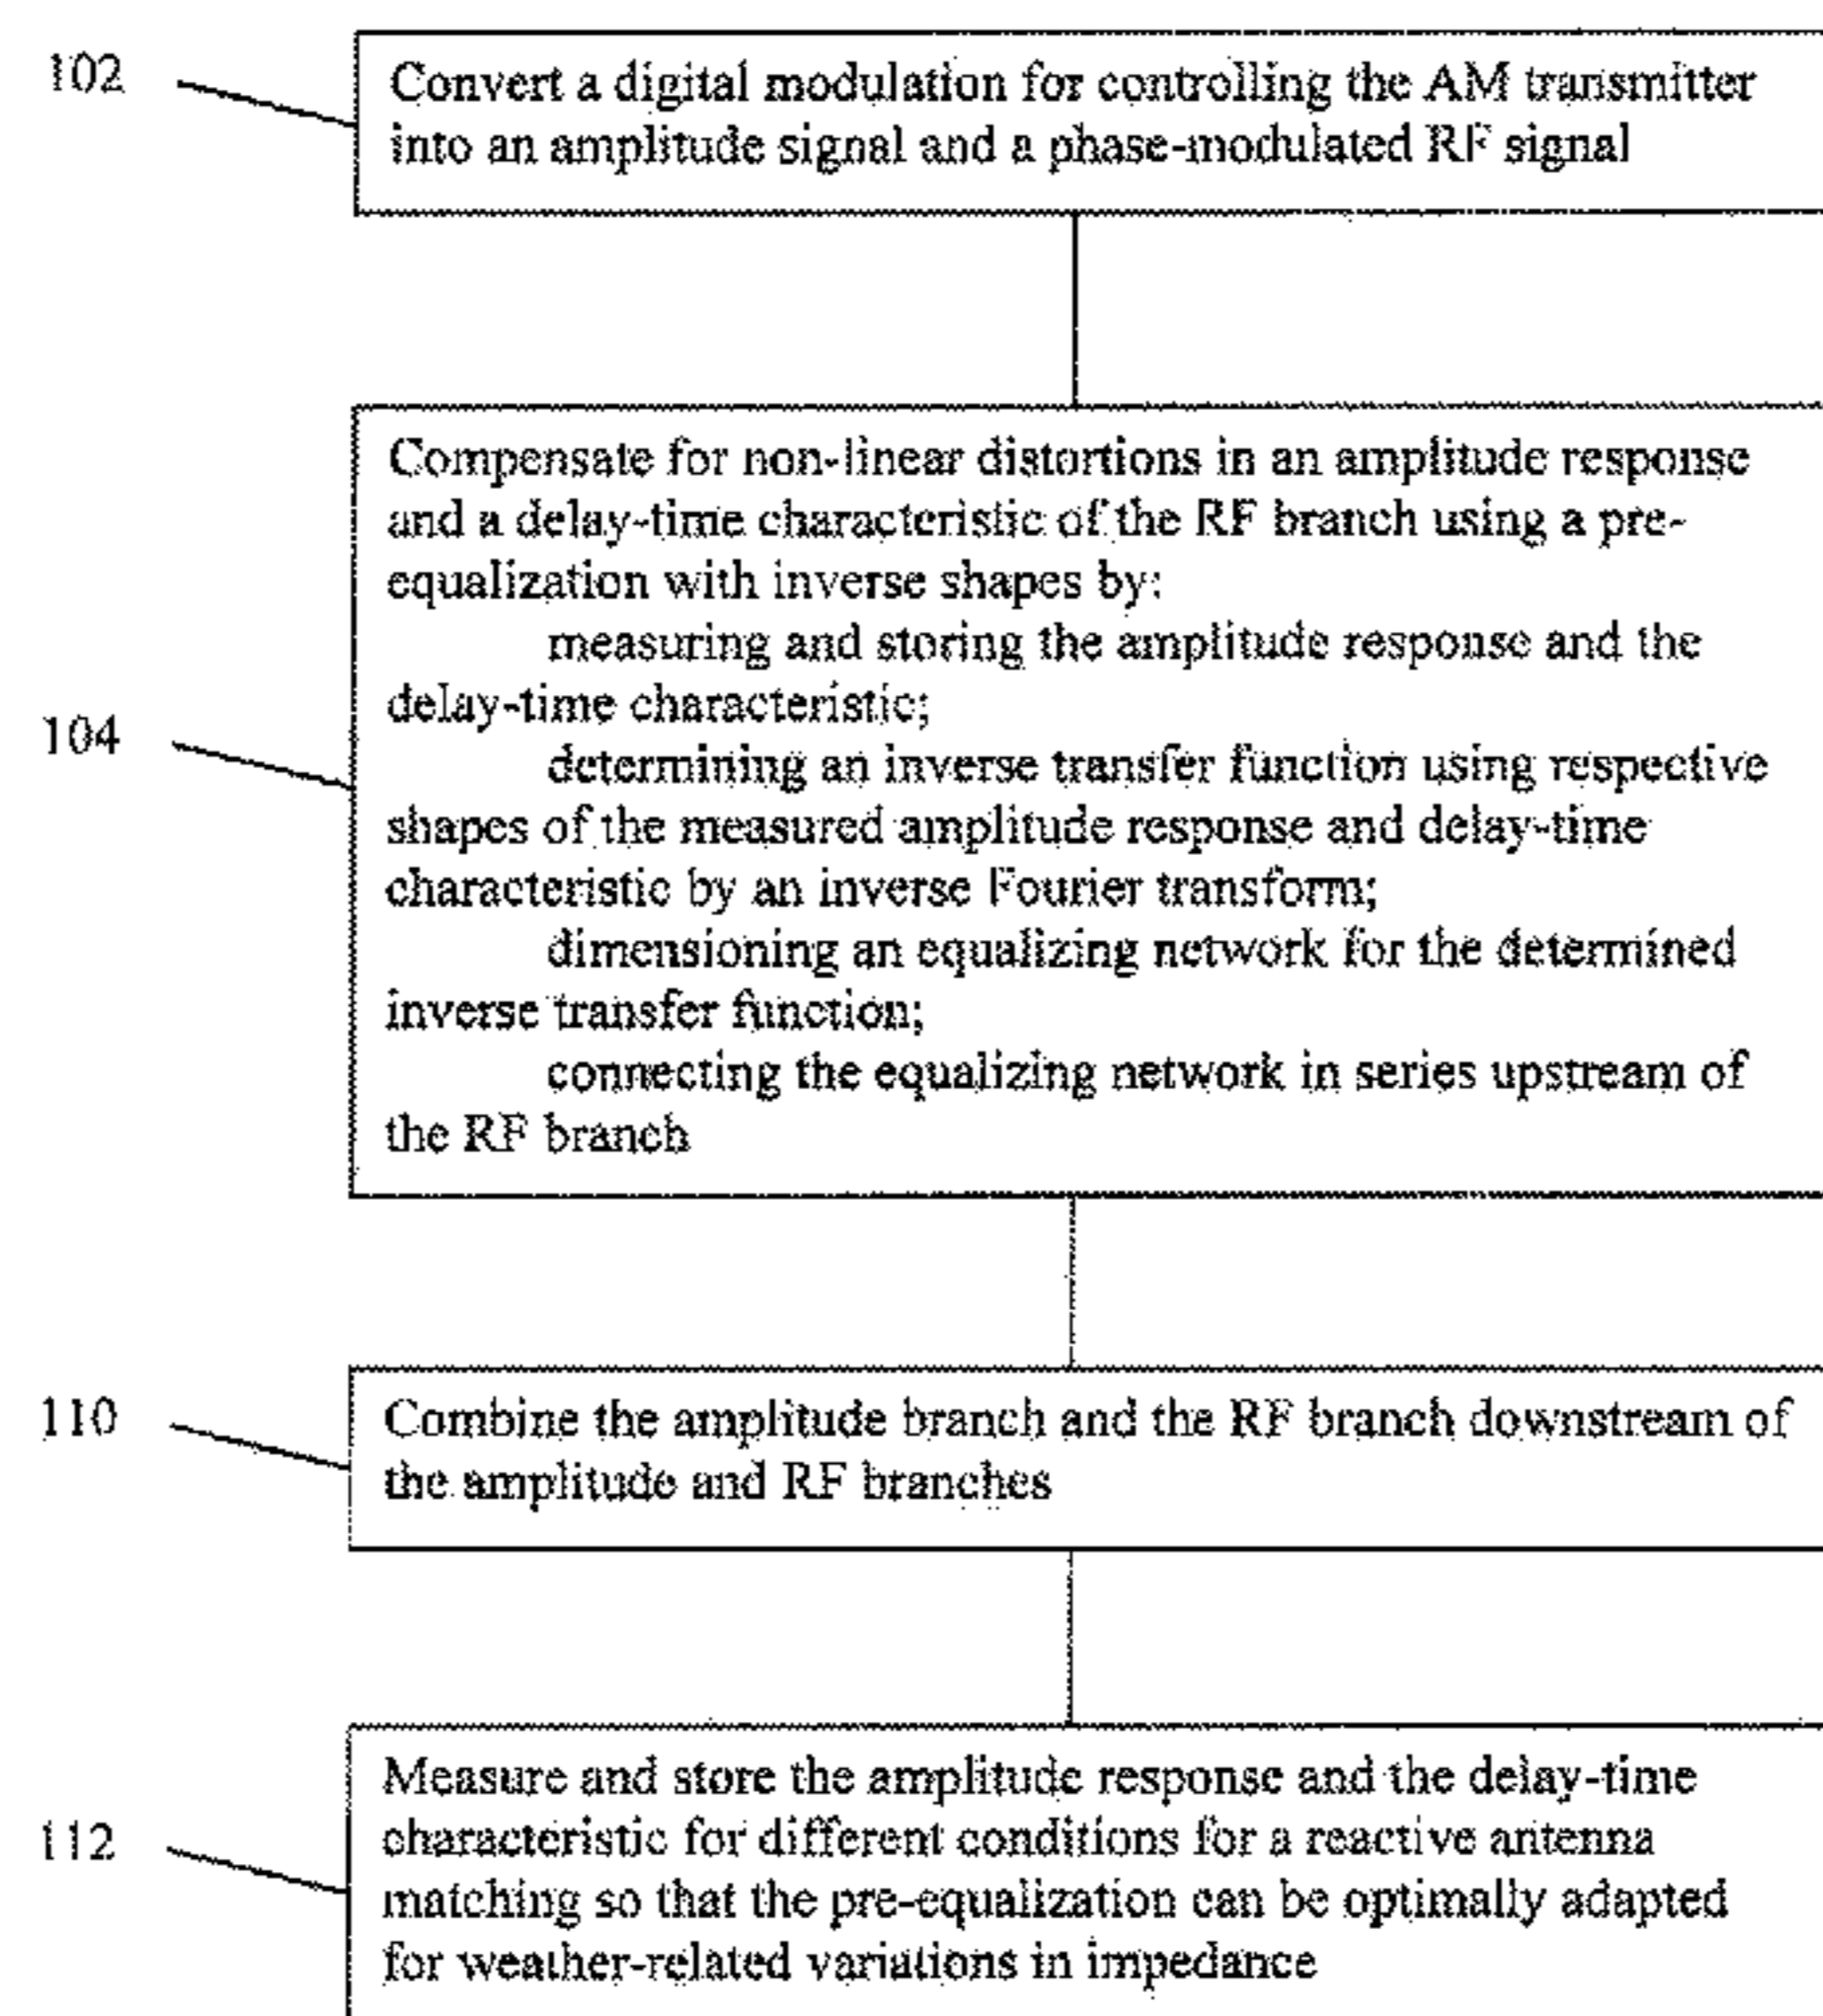 102
Convert a digital modulation for controlling the AM transmitter
into an amplitude signal and a phase-modulated RF signal
Compensate for non-linear distortions in an amplitude response
and a delay-time characteristic of the RF branch using a pre-
equalization with inverse shapes by:
measuring and storing the amplitude response and the
delay-time characteristic;
104
determining an inverse transfer function using respective
shapes of the measured amplitude response and delay-time
characteristic by an inverse Fourier transform;
dimensioning an equalizing network for the determined
inverse transfer function;
connecting the equalizing network in series upstream of
the RF branch
110
Combine the amplitude branch and the RF branch downstream of
the amplitude and RF branches
Measure and store the amplitude response and the delay-time
112
characteristic for different conditions for a reactive antenna
matching so that the pre-equalization can be optimally adapted
for weather-related variations in impedance